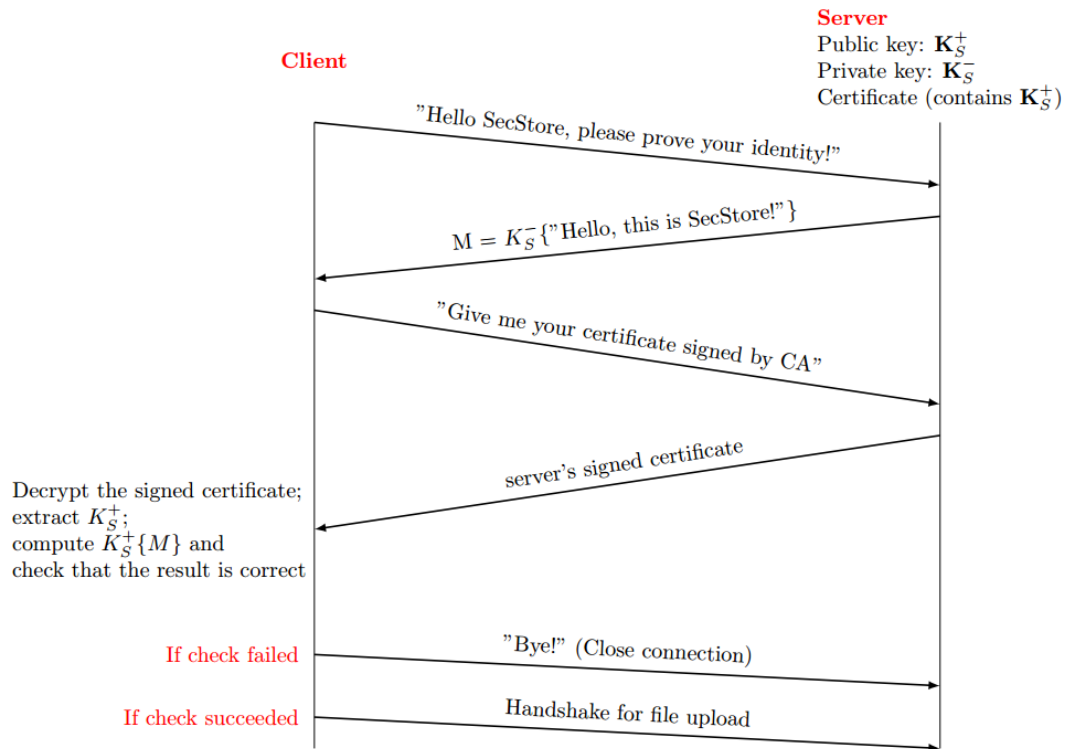 Server
Public key: K_S^+
Private key: K_S^-
Certificate (contains K_S^+)
Client
”Hello SecStore, please prove your identity!”
M = K_S^-{”Hello, this is SecStore!”}
”Give me your certificate signed by CA”
server's signed certificate
Decrypt the signed certificate;
extract K_S^+;
compute K_S^+{M} and
check that the result is correct
If check failed
”Bye!” (Close connection)
If check succeeded
Handshake for file upload